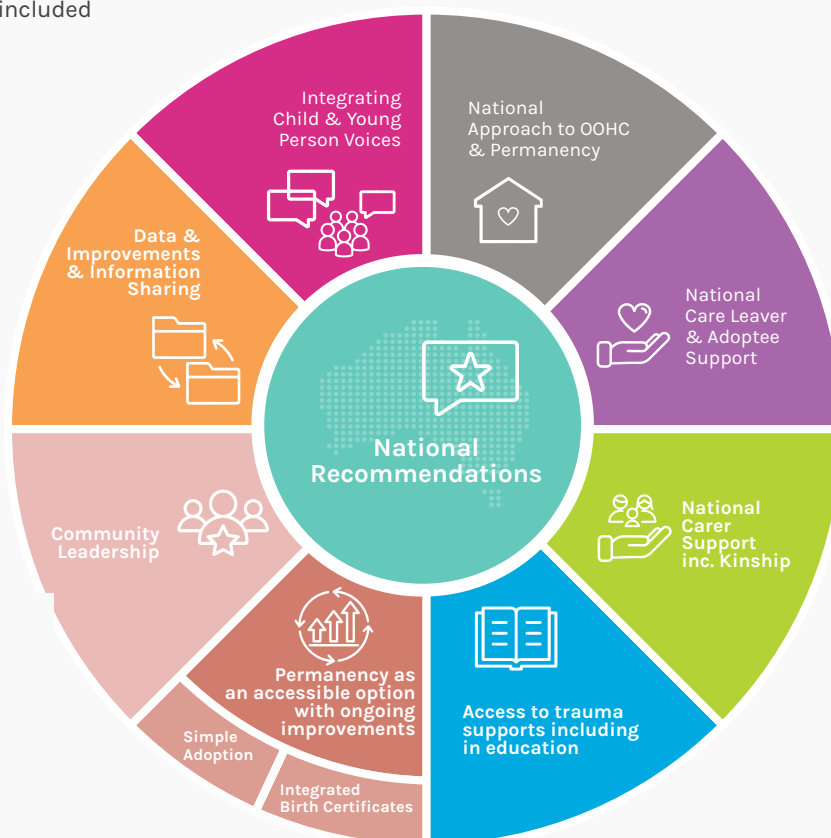 included
Integrating
Child & Young
Person Voices
National
Approach to OOHC
& Permanency
Data &
Improvements
& Information
Sharing
National
Care Leaver
& Adoptee
Support
National
Recommendations
Community
Leadership
National
Carer
Support
inc. Kinship
Permanency as
an accessible option
with ongoing
improvements
Access to trauma
supports including
in education
Simple
Adoption
Integrated
Birth Certificates